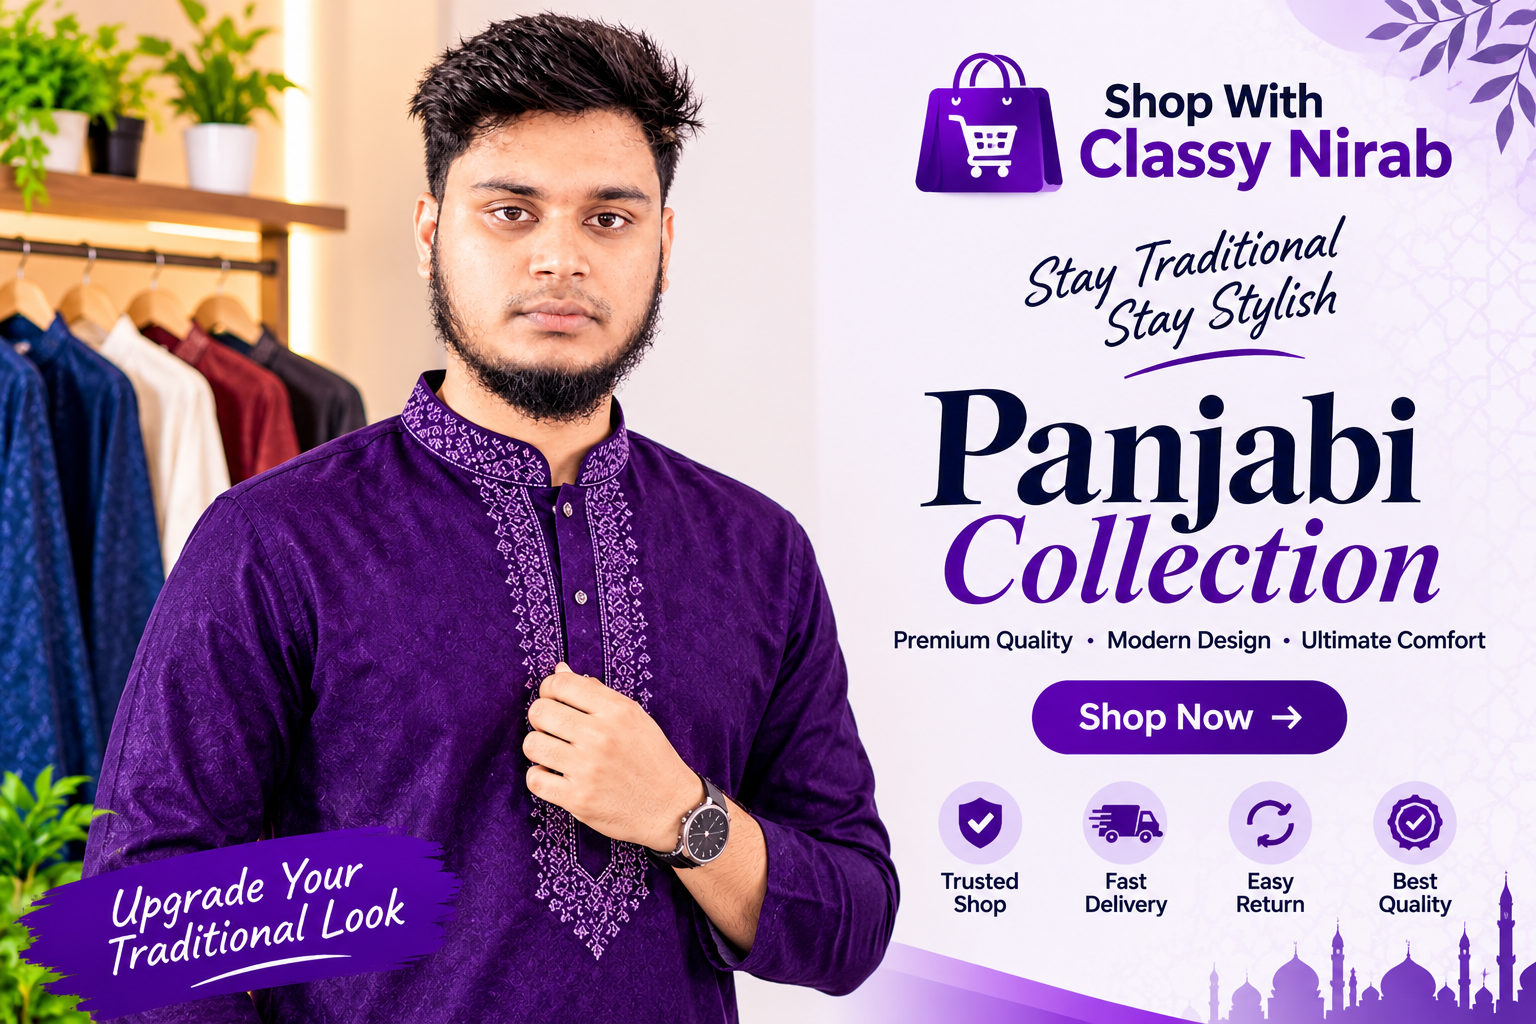 Shop With
Classy Nirab
Stay Traditional
Stay Stylish
Panjabi
Collection
Premium Quality • Modern Design • Ultimate Comfort
Shop Now →
Trusted
Shop
Fast
Delivery
Easy
Return
Best
Quality
Upgrade Your
Traditional Look